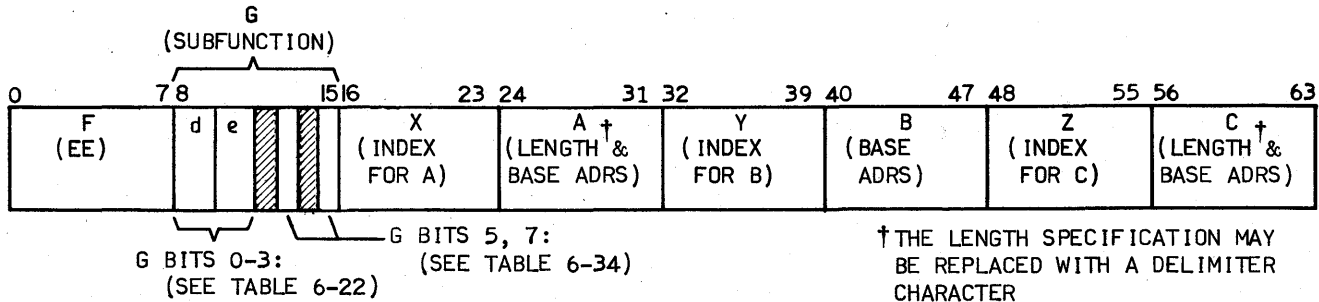 G
(SUBFUNCTION)
0 7 8 15 16 23 24 31 32 39 40 47 48 55 56 63
F
(EE)
d e
X
(INDEX
FOR A)
A †
(LENGTH &
BASE ADRS)
Y
(INDEX
FOR B)
B
(BASE
ADRS)
Z
(INDEX
FOR C)
C †
(LENGTH &
BASE ADRS)
G BITS 0-3:
(SEE TABLE 6-22)
G BITS 5, 7:
(SEE TABLE 6-34)
† THE LENGTH SPECIFICATION MAY
BE REPLACED WITH A DELIMITER
CHARACTER